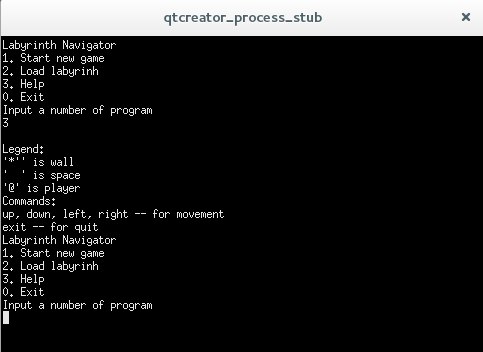 qtcreator_process_stub
Labyrinth Navigator
1. Start new game
2. Load labyrinh
3. Help
0. Exit
Input a number of program
3
Legend:
'*'' is wall
'  ' is space
'@' is player
Commands:
up, down, left, right -- for movement
exit -- for quit
Labyrinth Navigator
1. Start new game
2. Load labyrinh
3. Help
0. Exit
Input a number of program